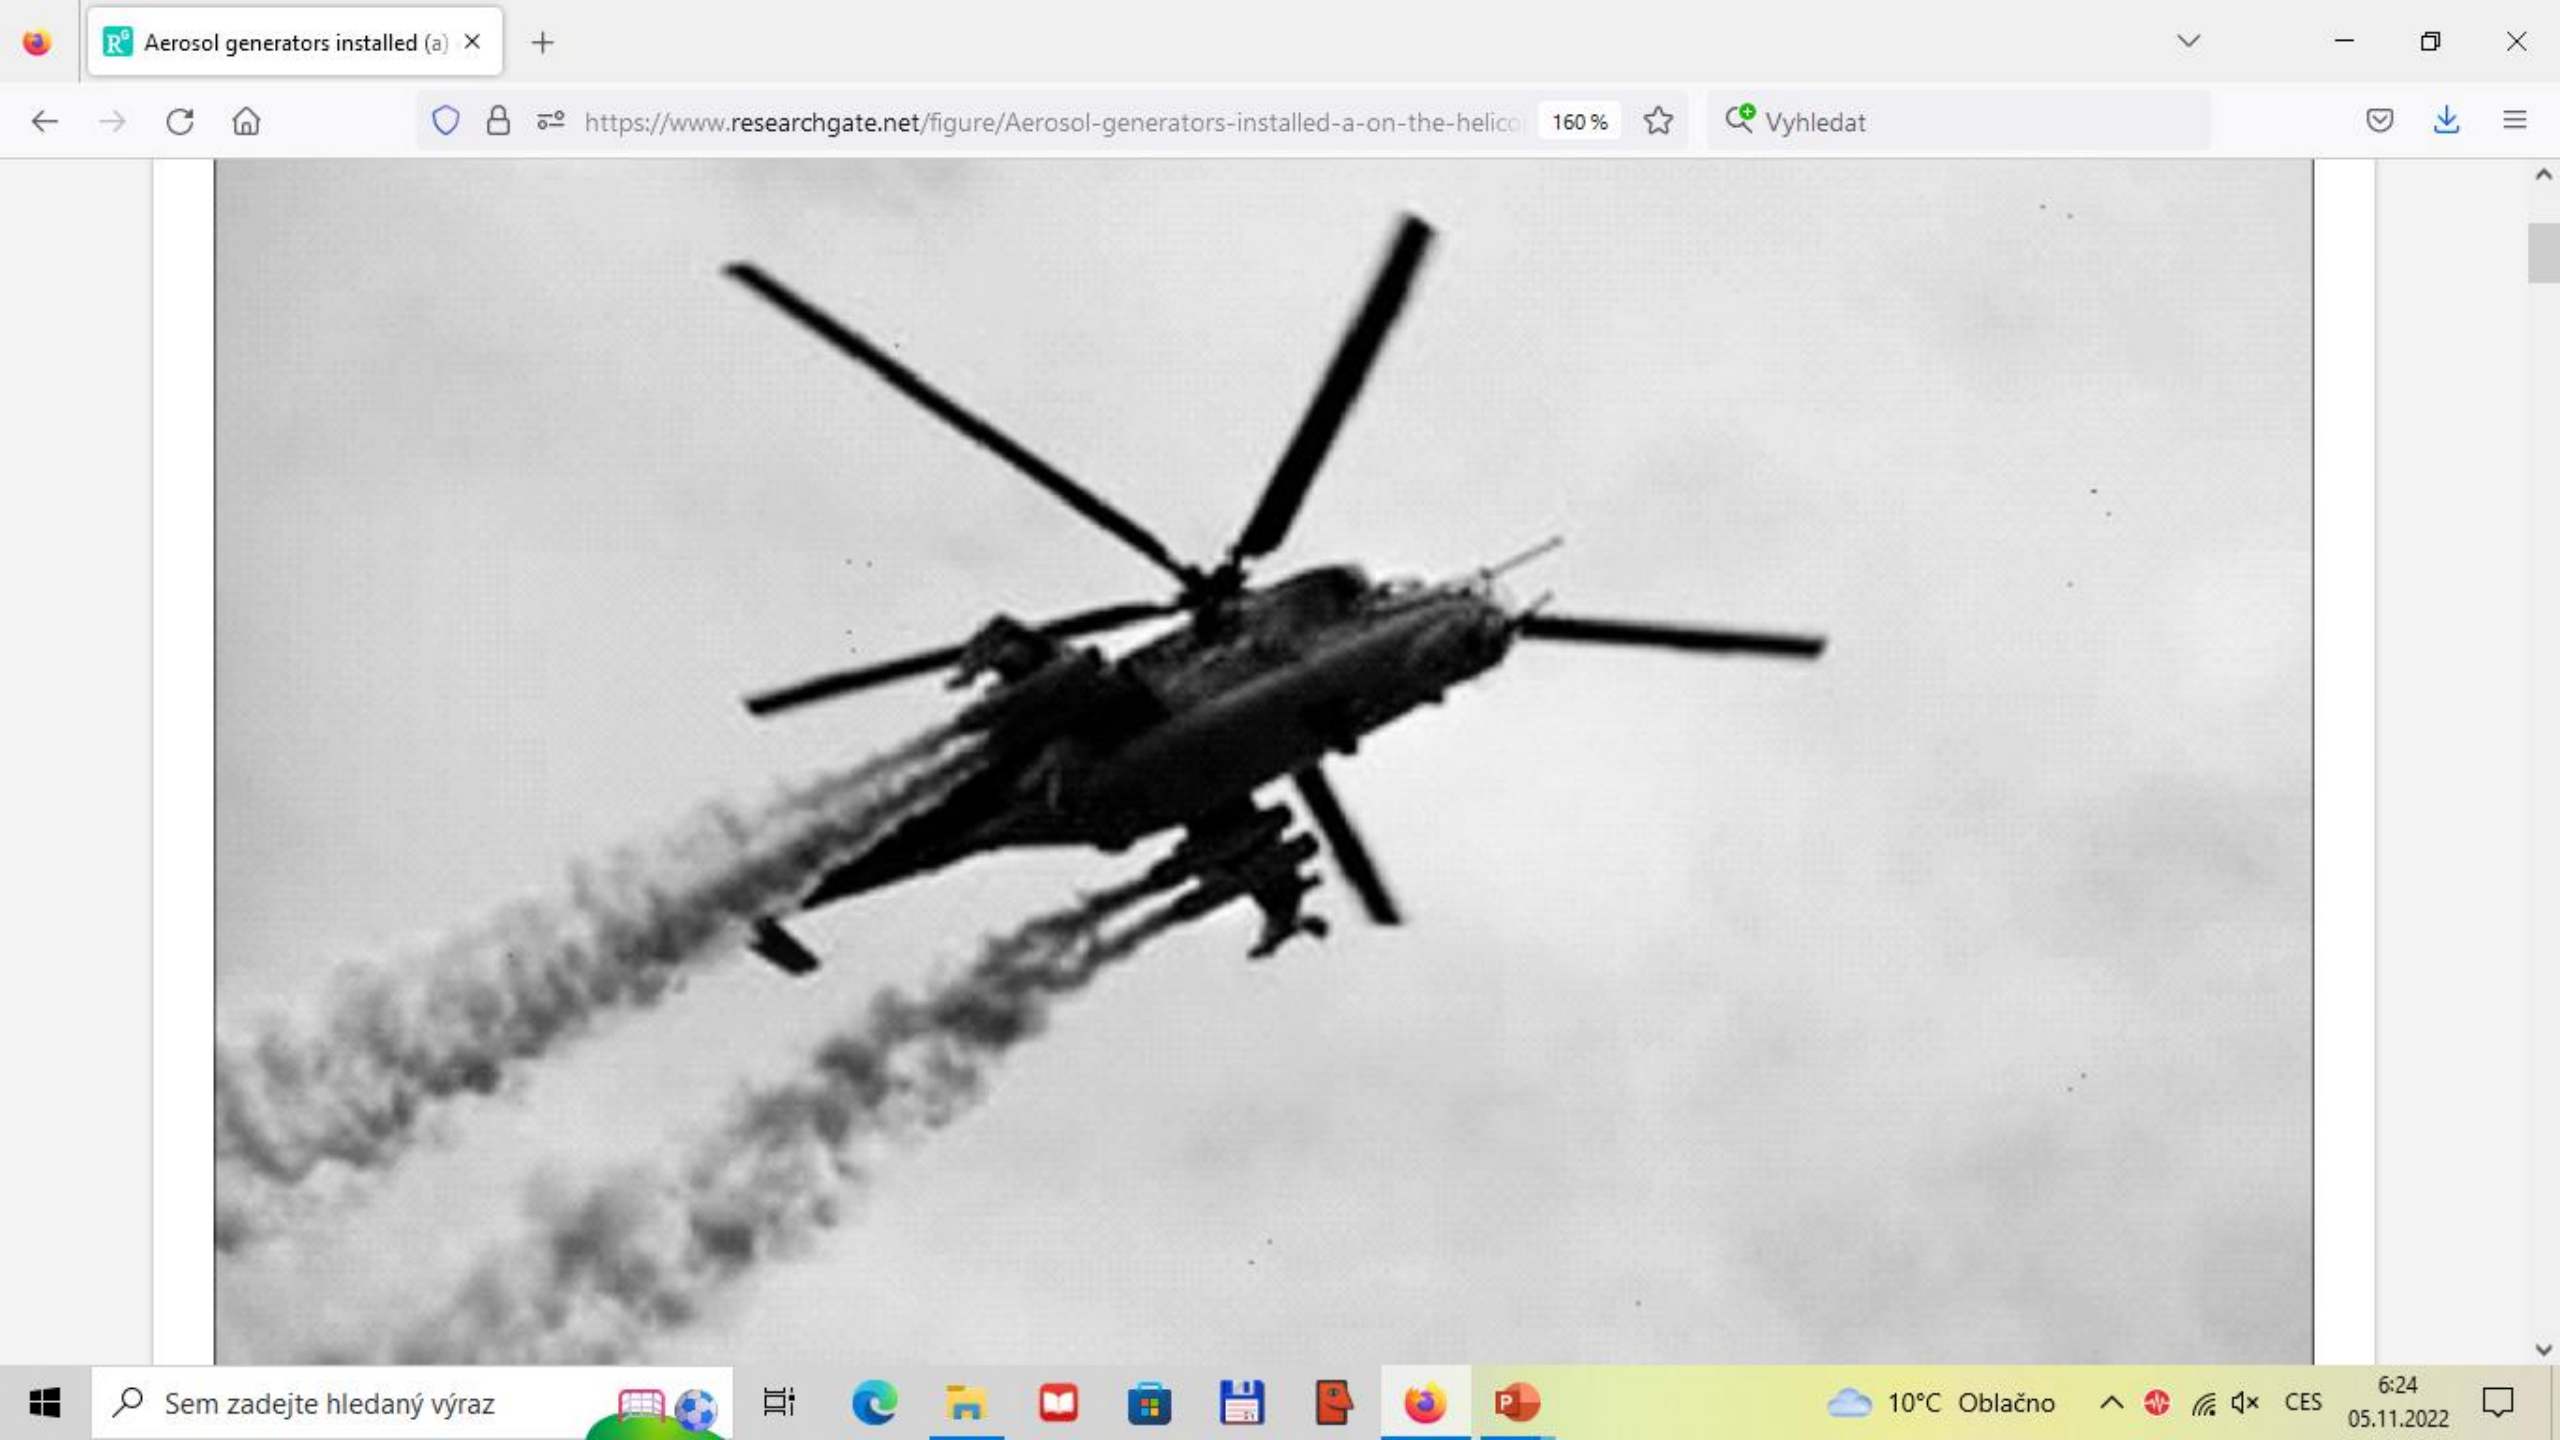 Aerosol generators installed (a)
https://www.researchgate.net/figure/Aerosol-generators-installed-a-on-the-helico
160 %
Vyhledat
Sem zadejte hledaný výraz
10°C Oblačno
CES
6:24
05.11.2022